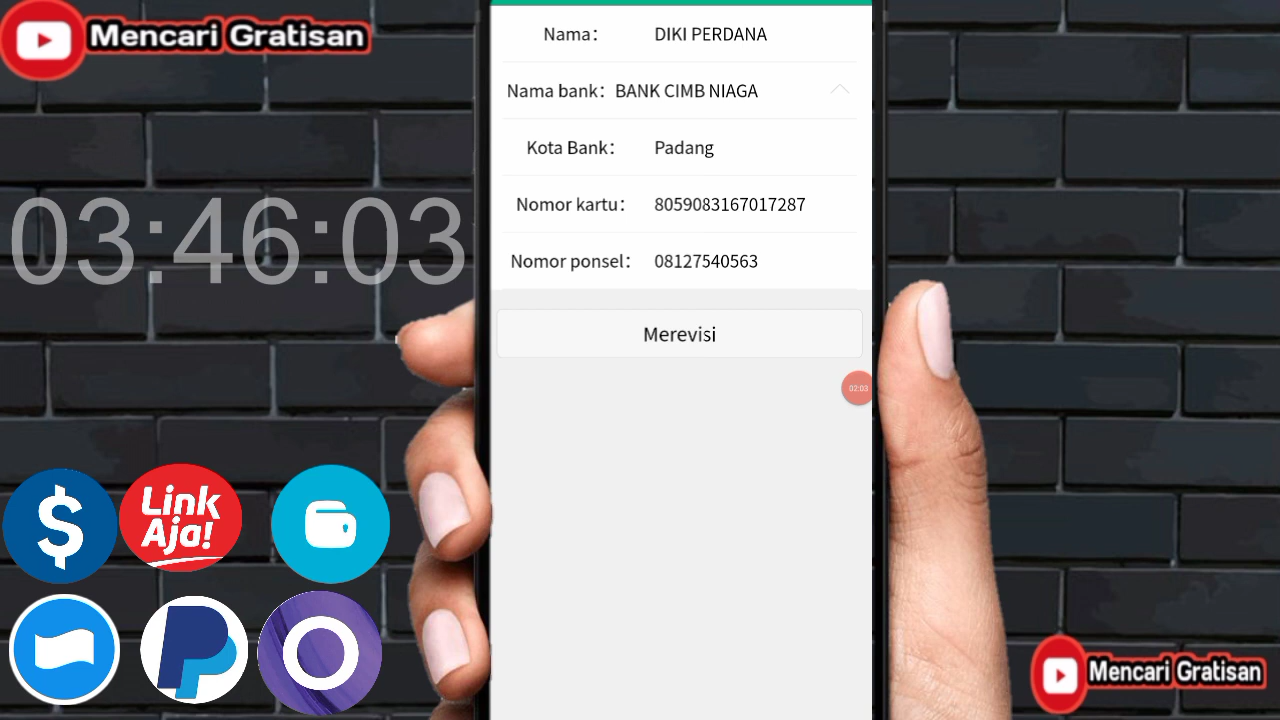 Mencari Gratisan
Nama: DIKI PERDANA
Nama bank: BANK CIMB NIAGA
Kota Bank: Padang
Nomor kartu: 8059083167017287
Nomor ponsel: 08127540563
Merevisi
02:03
03:46:03
$
Link
Aja!
Mencari Gratisan